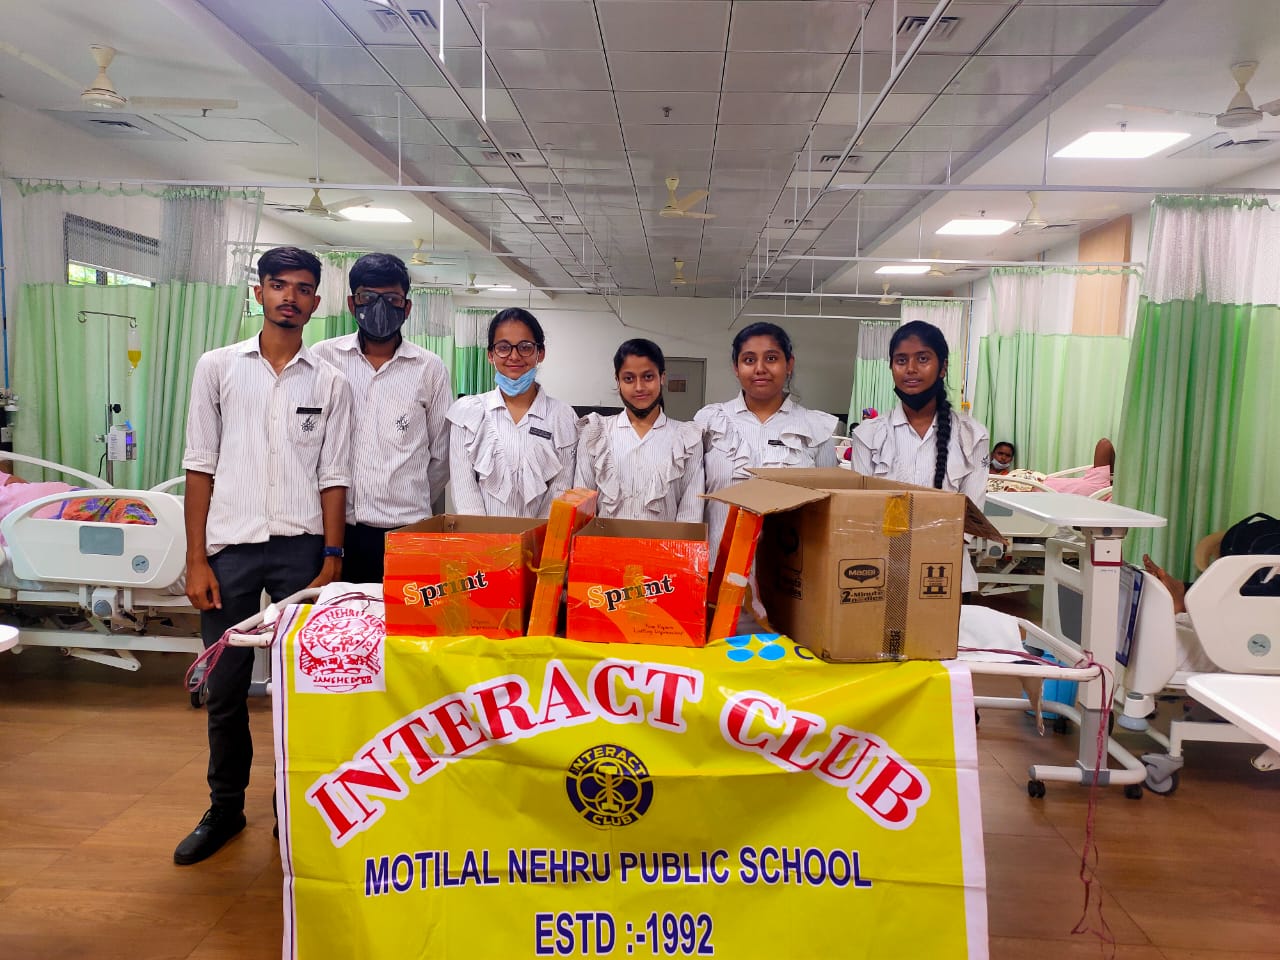 Sprint
Sprint
MAGGI
2-MINUTE
NOODLES
JAMSHEDPUR
INTERACT CLUB
INTERACT
CLUB
MOTILAL NEHRU PUBLIC SCHOOL
ESTD :-1992